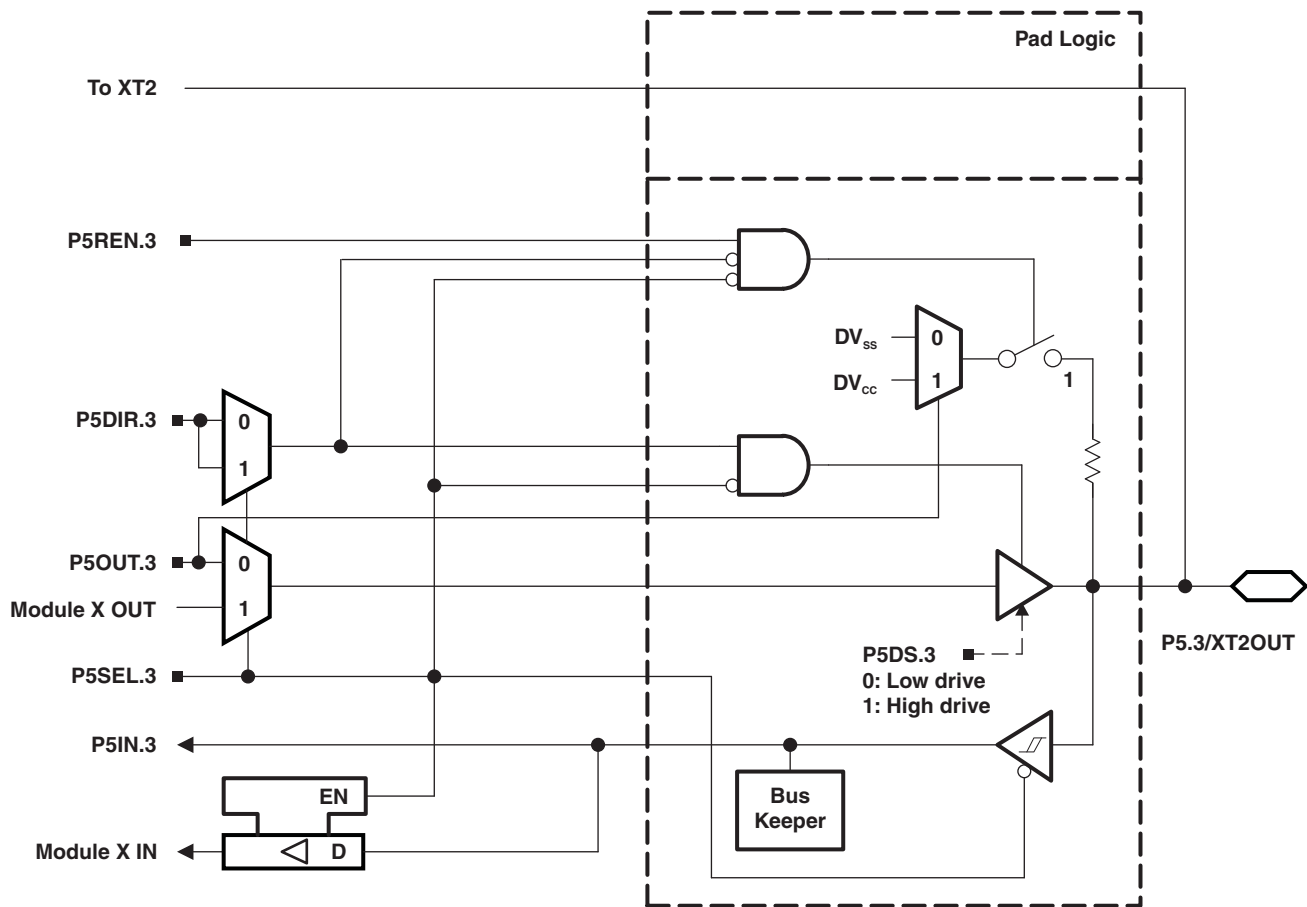 Pad Logic
To XT2
P5REN.3
DVSS
0
DVCC
1
1
P5DIR.3
0
1
P5OUT.3
0
Module X OUT
1
P5DS.3
0: Low drive
1: High drive
P5.3/XT2OUT
P5SEL.3
P5IN.3
Bus
Keeper
EN
Module X IN
D